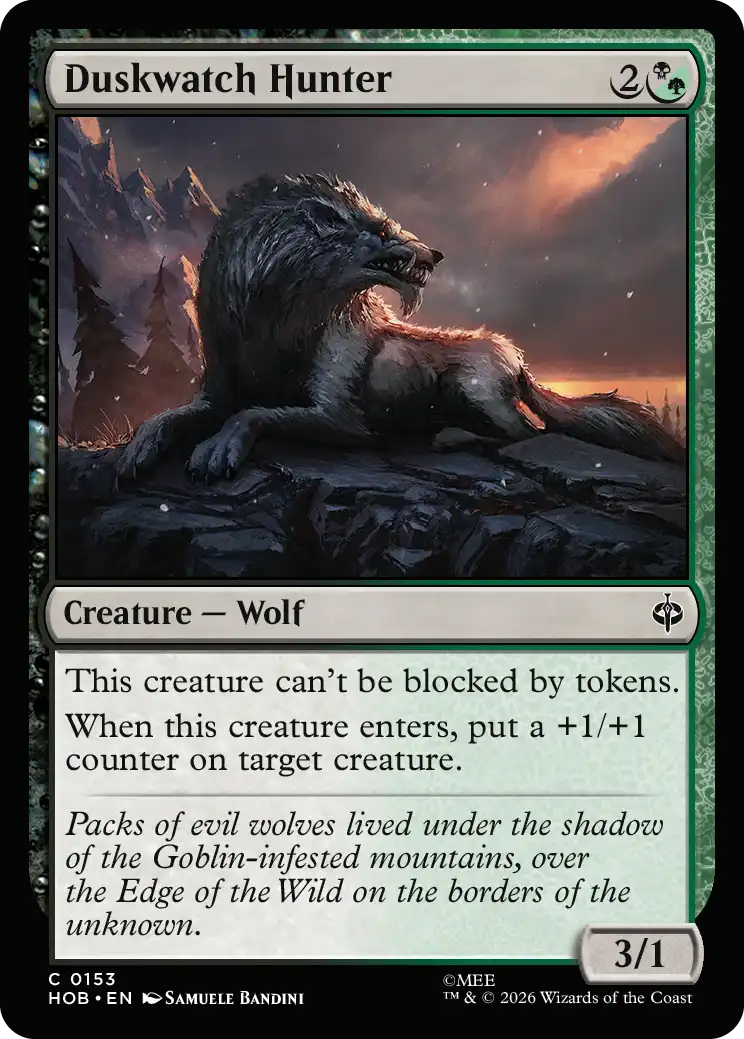 Duskwatch Hunter 2
Creature — Wolf
This creature can't be blocked by tokens.
When this creature enters, put a +1/+1
counter on target creature.
Packs of evil wolves lived under the shadow
of the Goblin-infested mountains, over
the Edge of the Wild on the borders of the
unknown.
3/1
C 0153
HOB • EN Samuele Bandini
©MEE
™ & © 2026 Wizards of the Coast